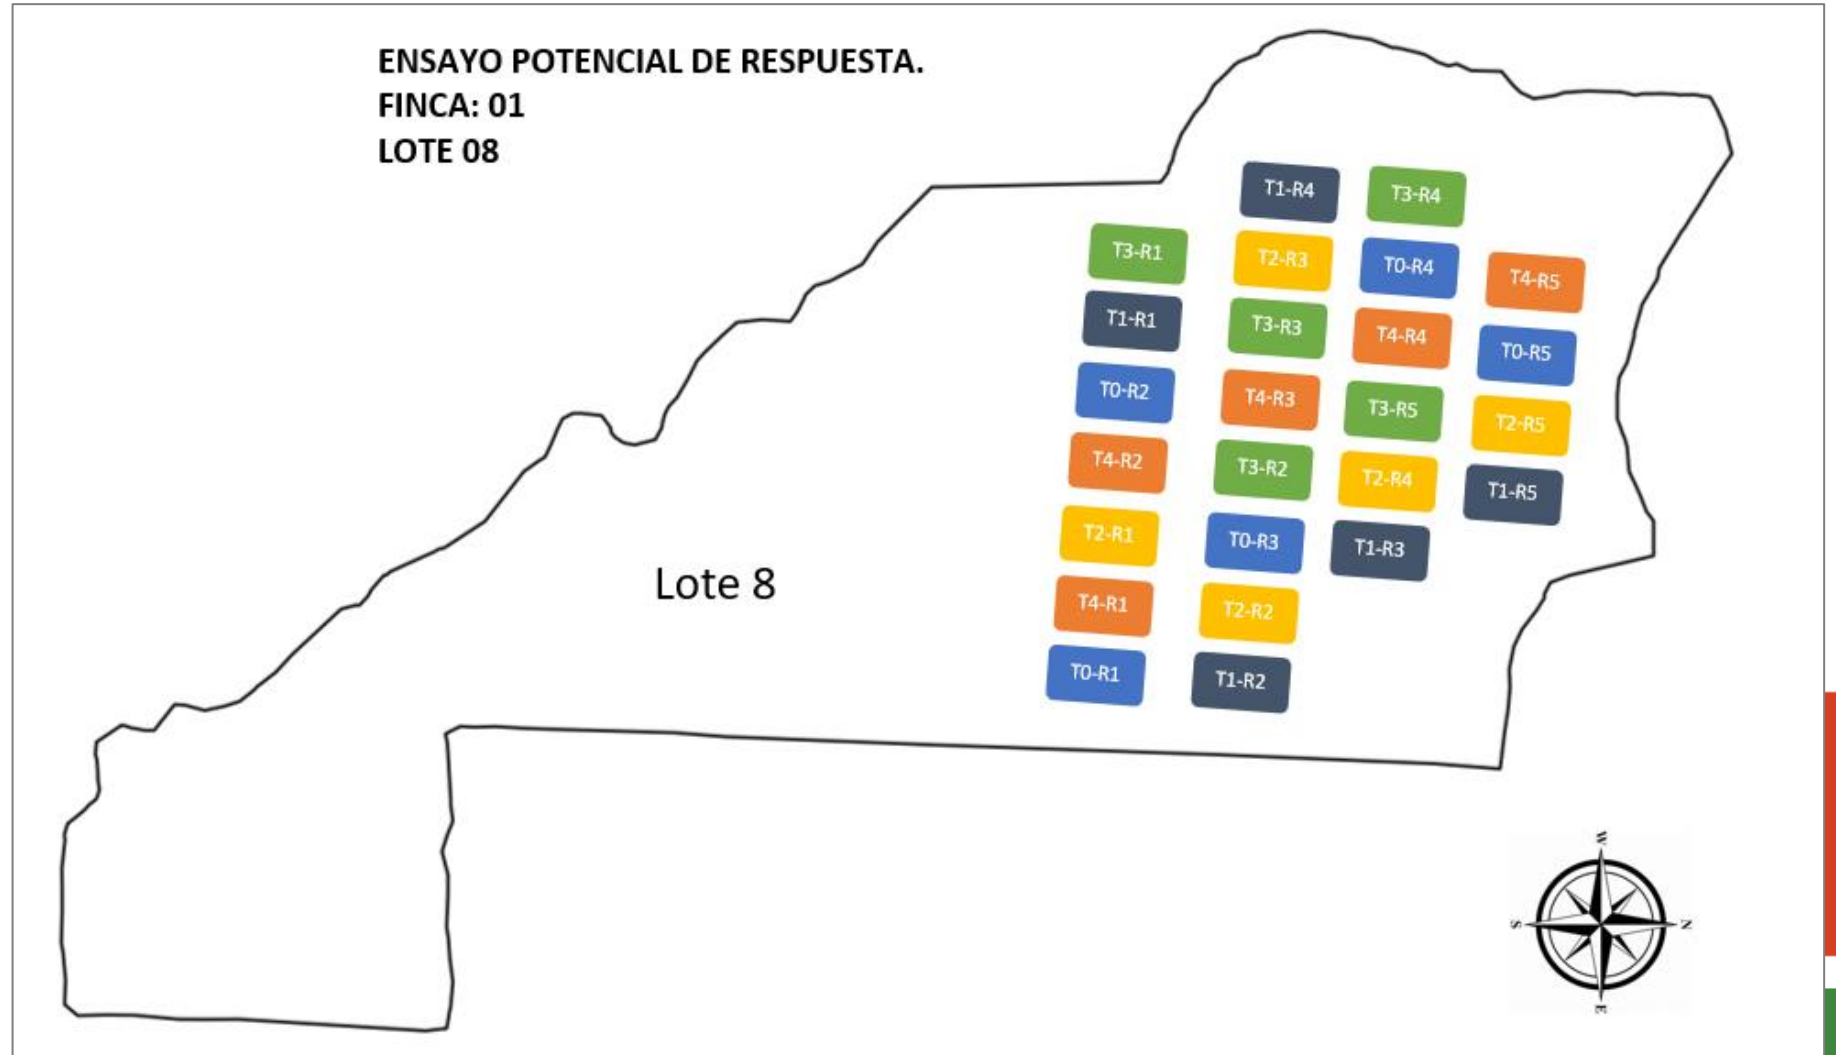 ENSAYO POTENCIAL DE RESPUESTA.
FINCA: 01
LOTE 08
T1-R4
T3-R4
T3-R1
T2-R3
T0-R4
T4-R5
T1-R1
T3-R3
T4-R4
T0-R5
T0-R2
T4-R3
T3-R5
T2-R5
T4-R2
T3-R2
T2-R4
T1-R5
T2-R1
T0-R3
T1-R3
Lote 8
T4-R1
T2-R2
T0-R1
T1-R2
W
S
N
E